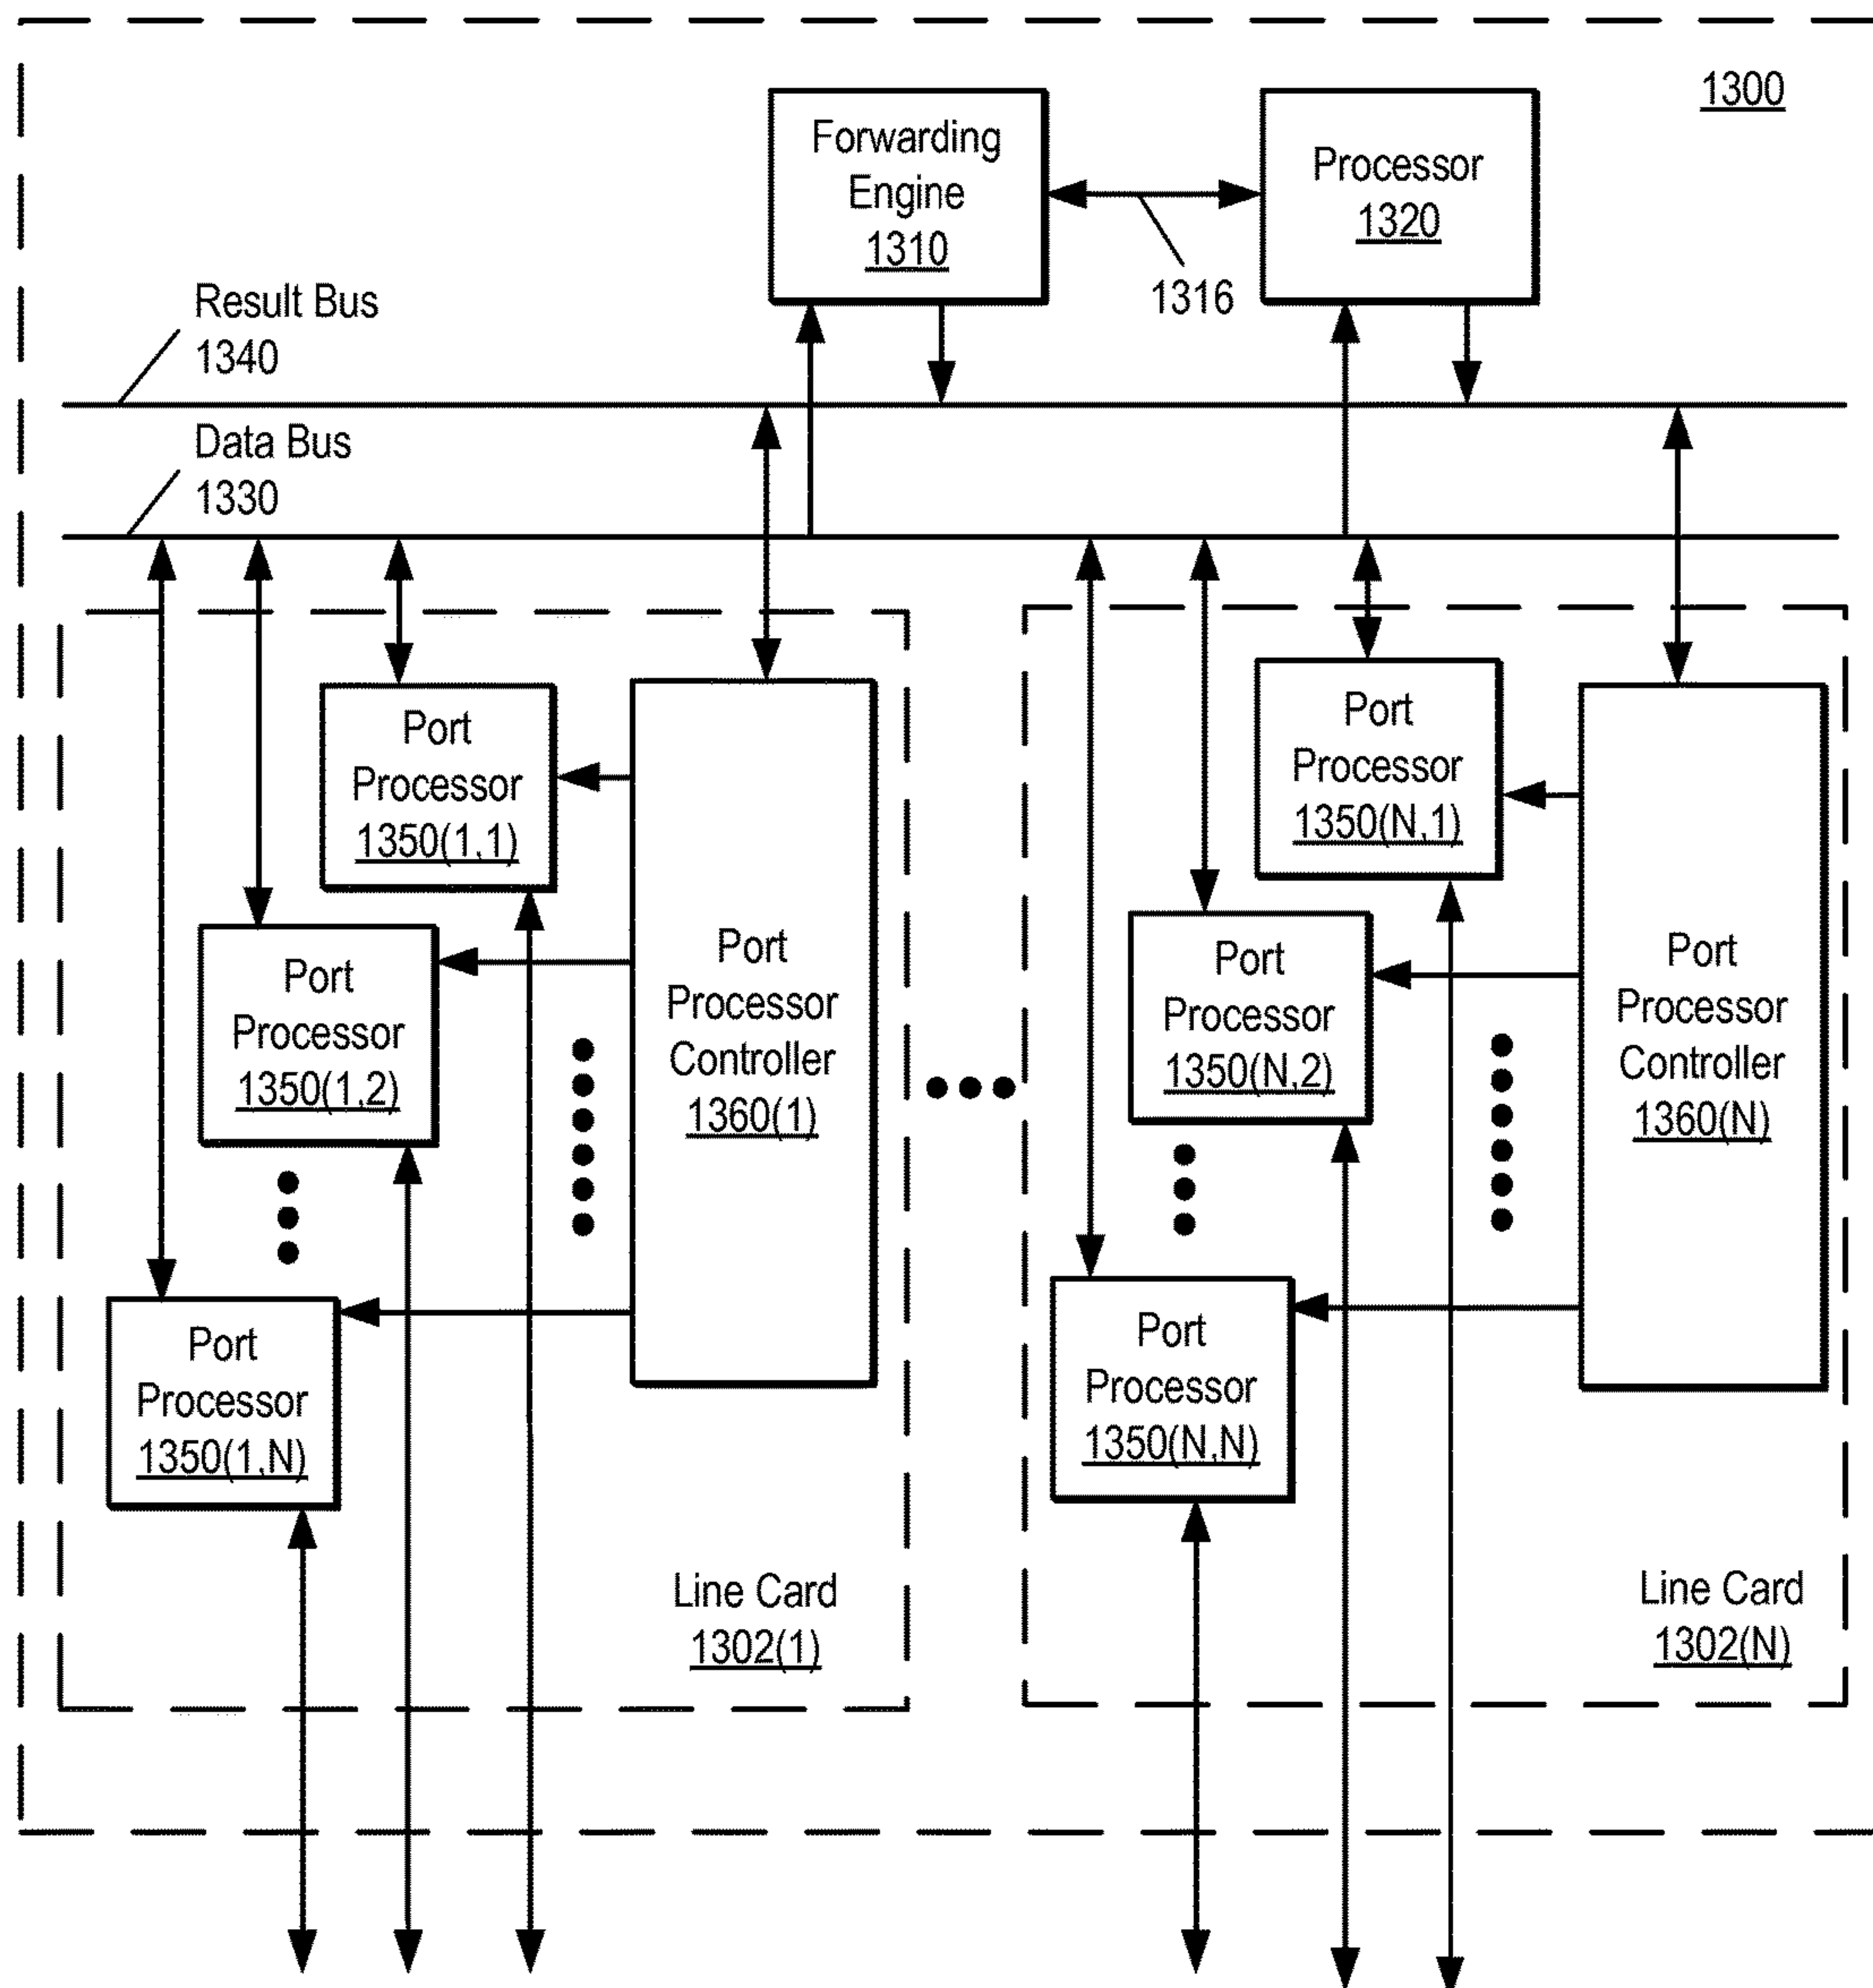 1300
Forwarding
Engine
1310
Processor
1320
1316
Result Bus
1340
Data Bus
1330
Port
Processor
1350(1,1)
Port
Processor
1350(1,2)
Port
Processor
1350(1,N)
Port
Processor
Controller
1360(1)
Line Card
1302(1)
Port
Processor
1350(N,1)
Port
Processor
1350(N,2)
Port
Processor
1350(N,N)
Port
Processor
Controller
1360(N)
Line Card
1302(N)